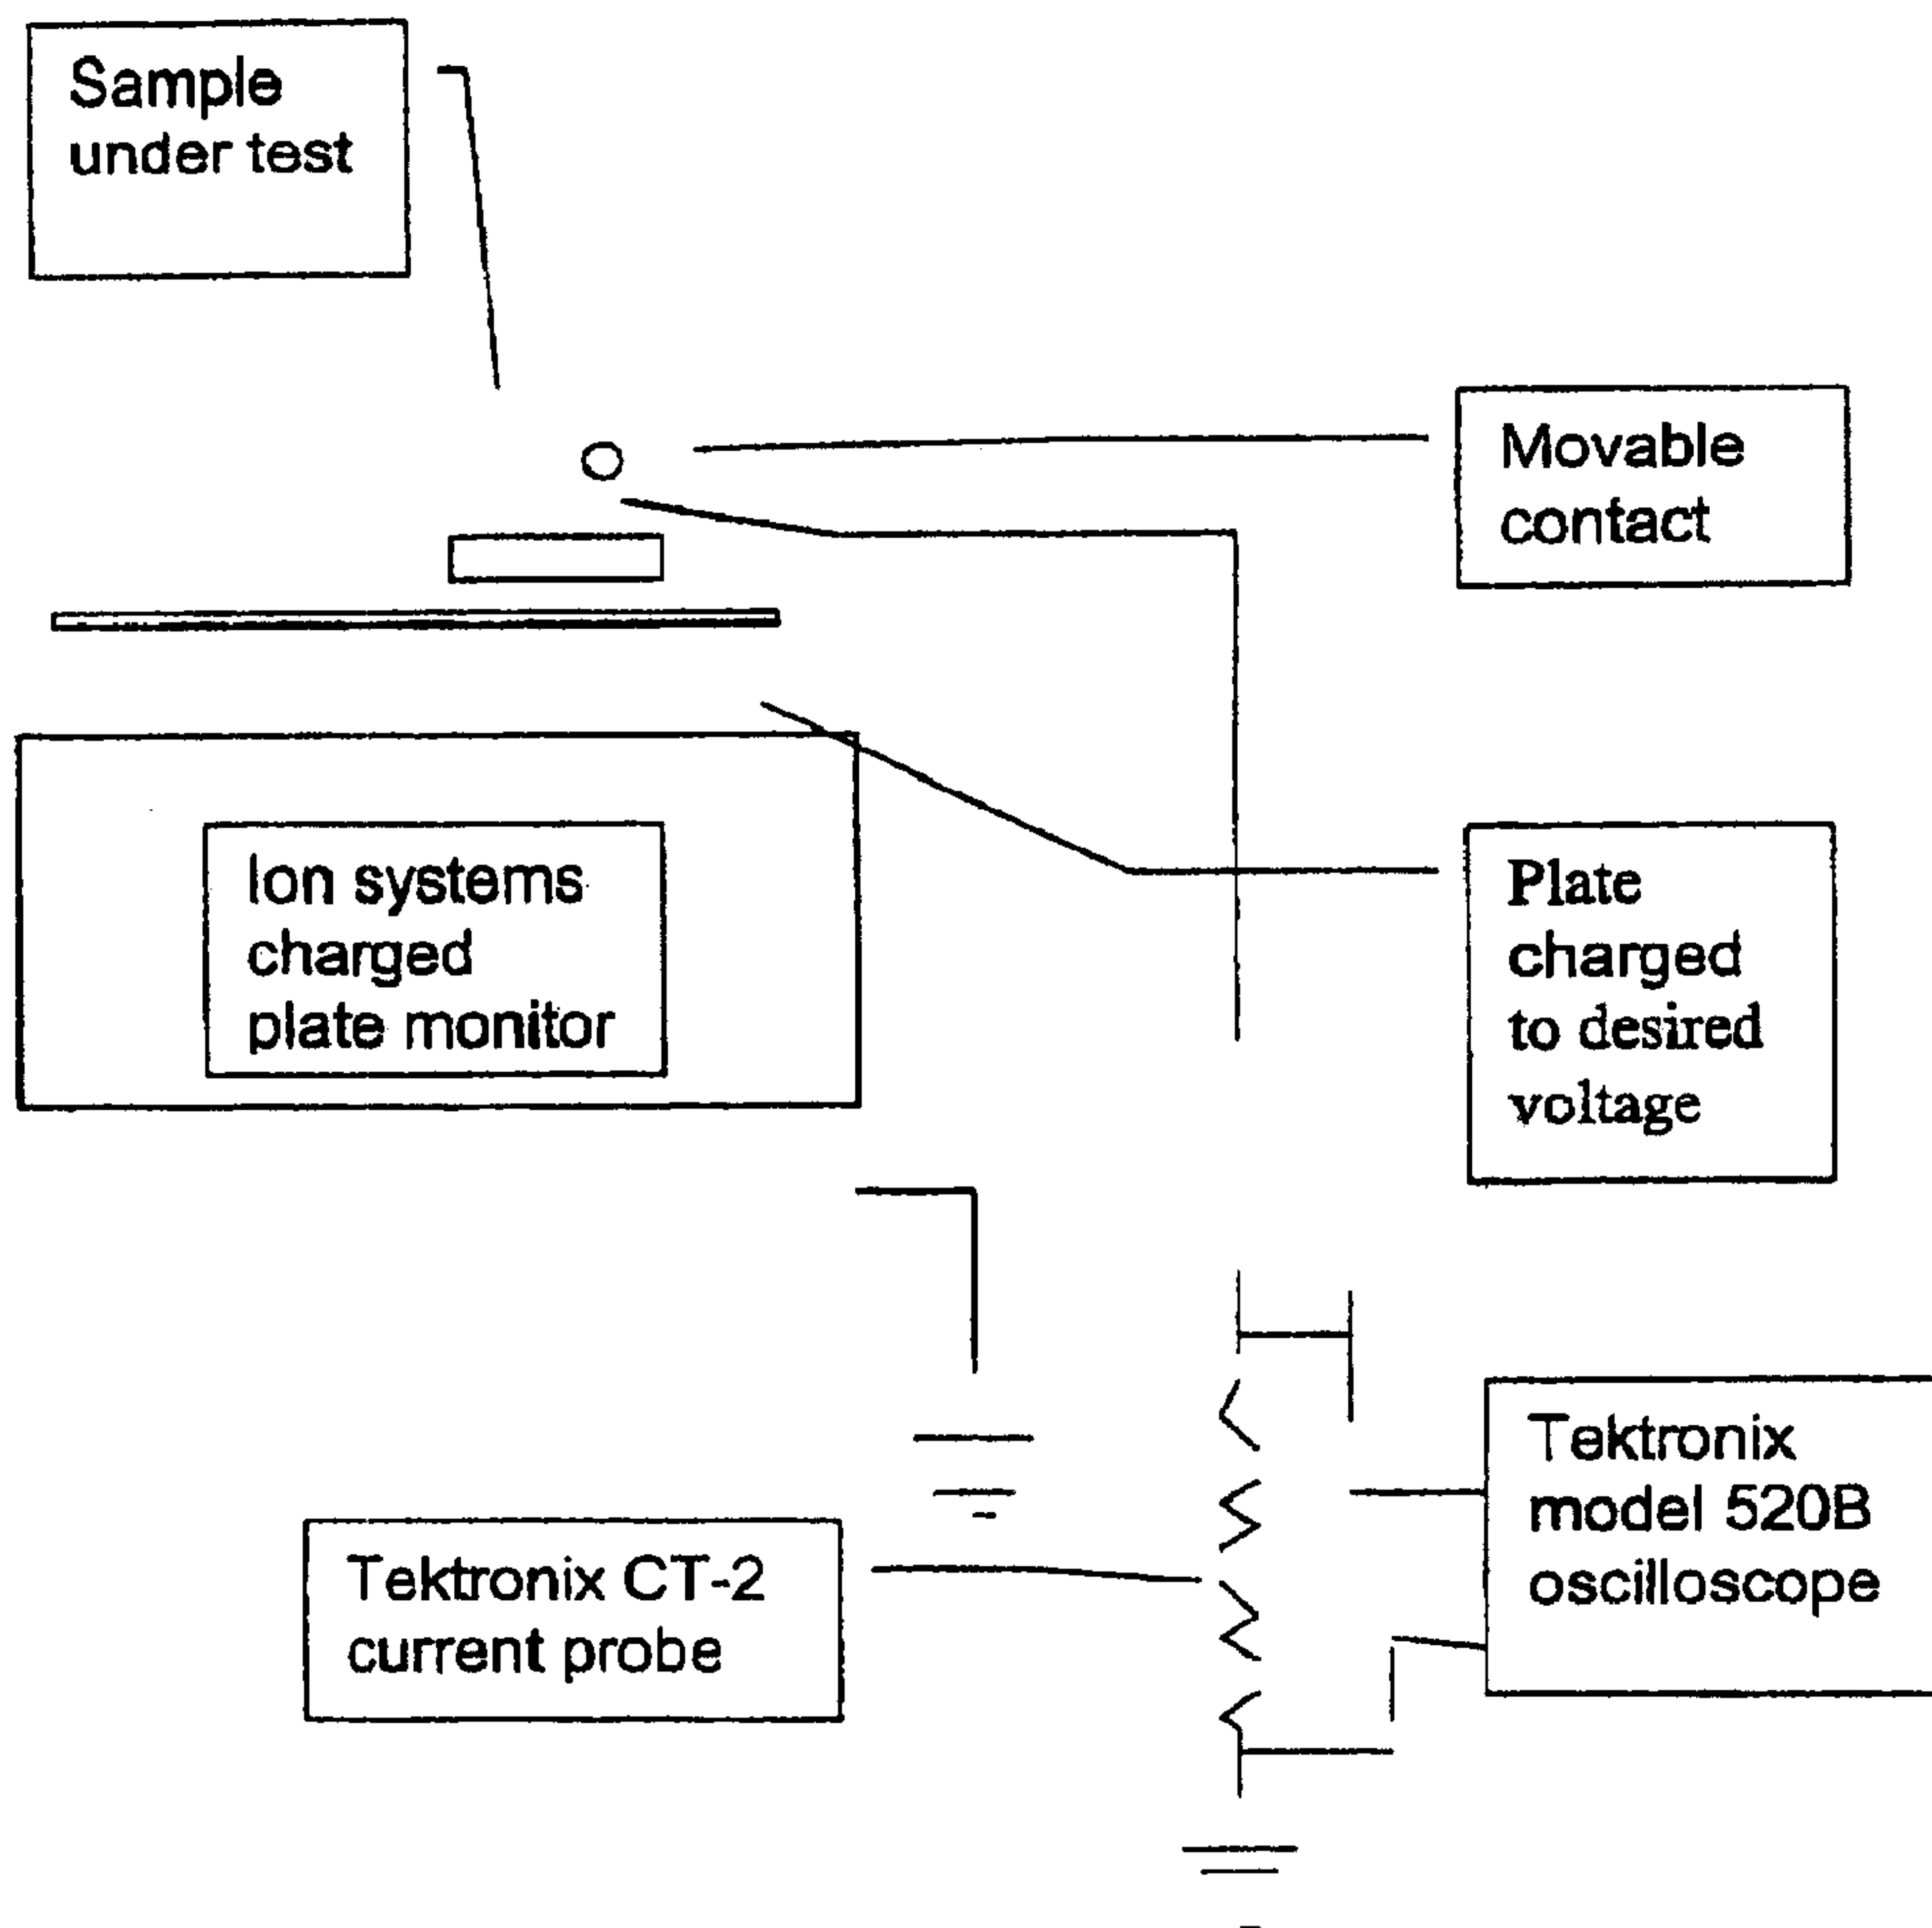 Sample
under test
Movable
contact
Ion systems
charged
plate monitor
Plate
charged
to desired
voltage
Tektronix
model 520B
oscilloscope
Tektronix CT-2
current probe